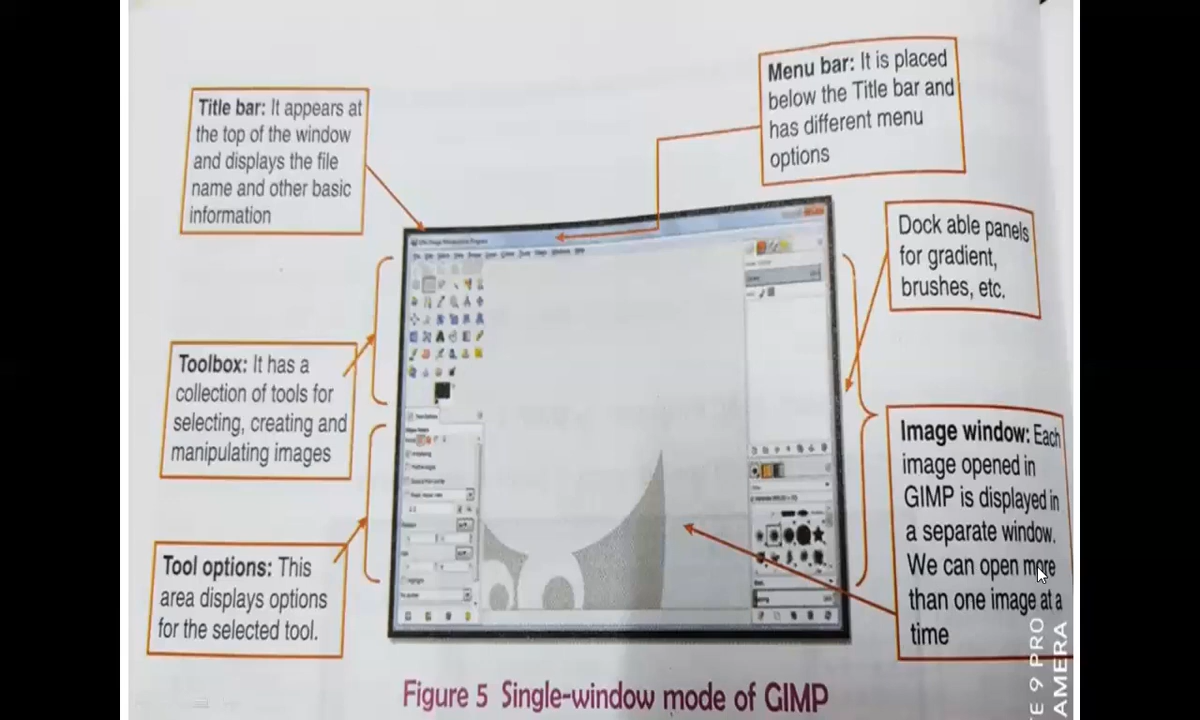 Title bar: It appears at
the top of the window
and displays the file
name and other basic
information
Menu bar: It is placed
below the Title bar and
has different menu
options
Dock able panels
for gradient,
brushes, etc.
Toolbox: It has a
collection of tools for
selecting, creating and
manipulating images
Image window: Each
image opened in
GIMP is displayed in
a separate window.
We can open more
than one image at a
time
Tool options: This
area displays options
for the selected tool.
Figure 5 Single-window mode of GIMP
TE 9 PRO
AMERA